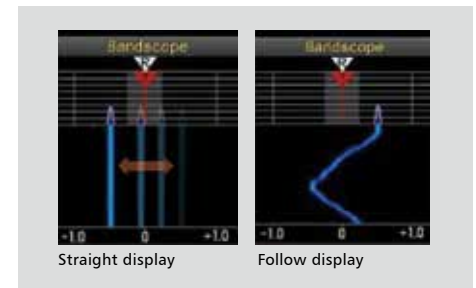 Bandscope
R
-1.0 0 +1.0
Straight display
Bandscope
R
-1.0 0 +1.0
Follow display